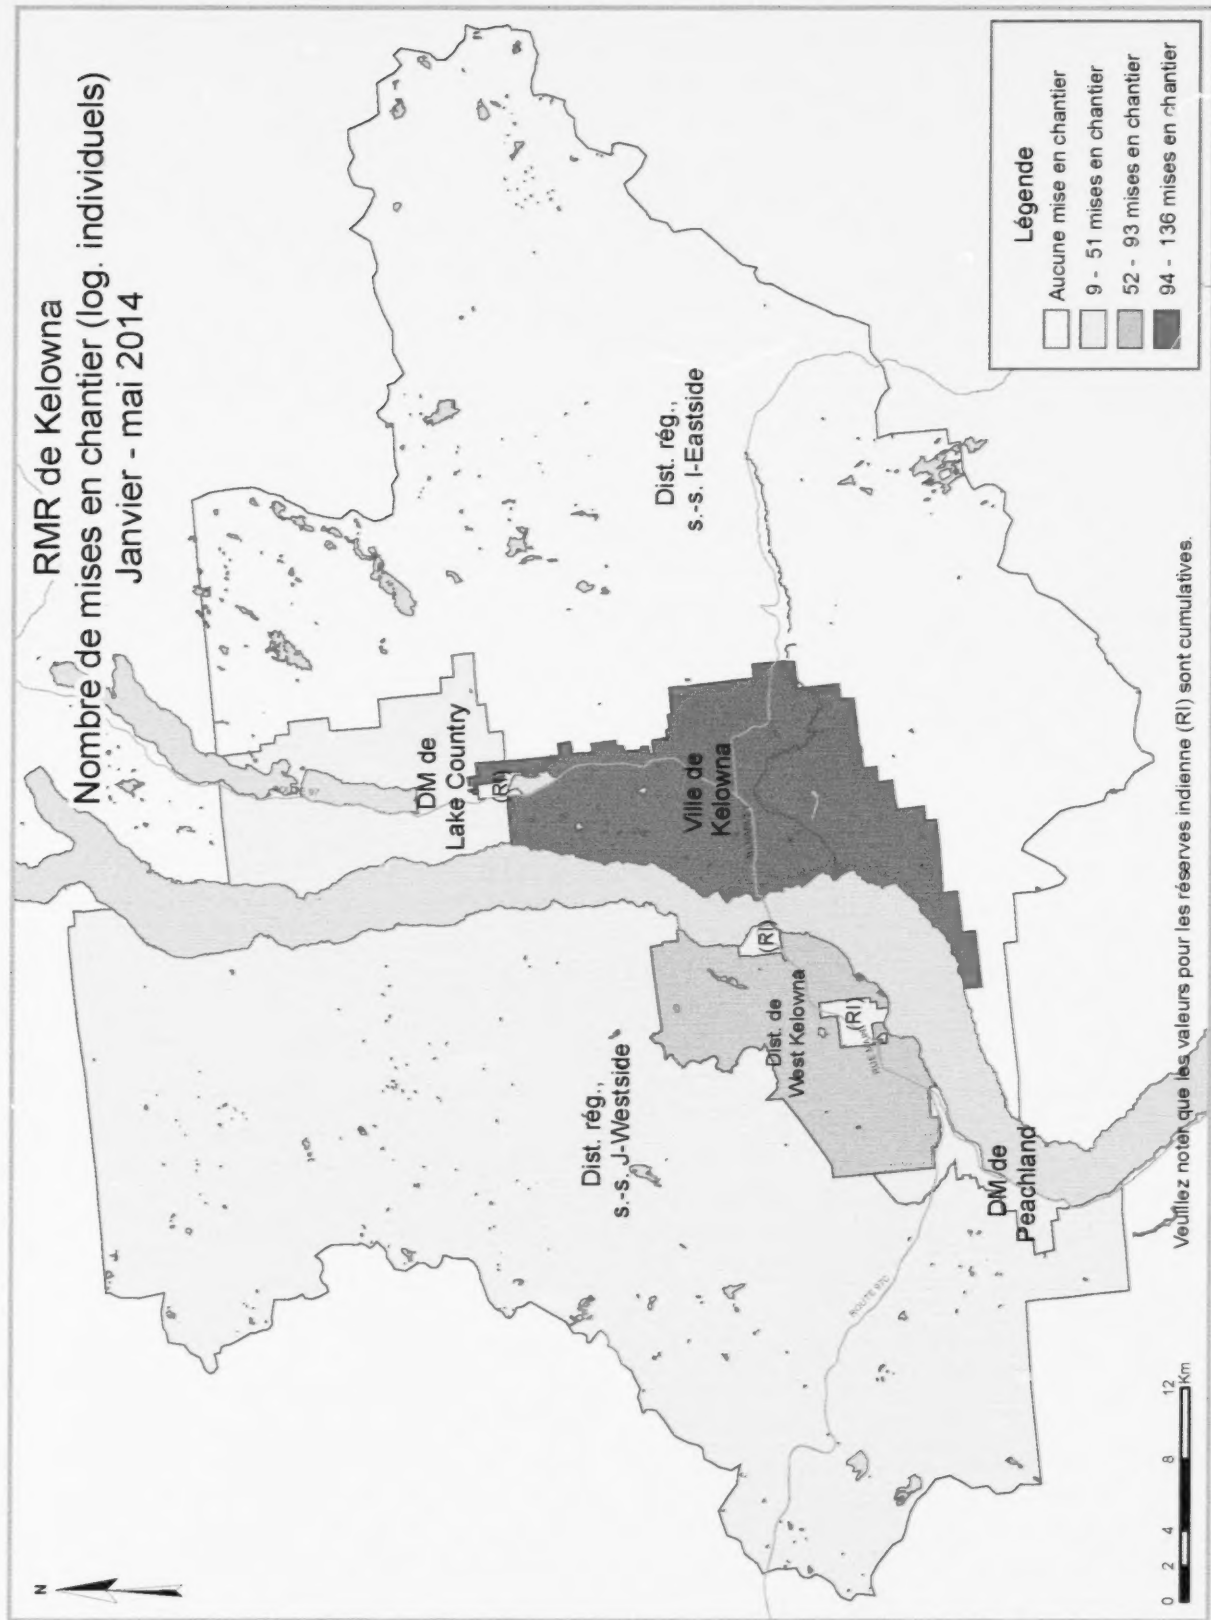 RMR de Kelowna
Nombre de mises en chantier (log. individuels)
Janvier - mai 2014
N
ROUTE 97
DM de
Lake Country
(RI)
Dist. rég.,
s.-s. J-Westside
Dist. rég.,
s.-s. I-Eastside
Ville de
Kelowna
(RI)
Dist. de
West Kelowna
(RI)
ROUTE 97C
DM de
Peachland
Légende
Aucune mise en chantier
9 - 51 mises en chantier
52 - 93 mises en chantier
94 - 136 mises en chantier
0 2 4 8 12
Km
Veuillez noter que les valeurs pour les réserves indienne (RI) sont cumulatives.